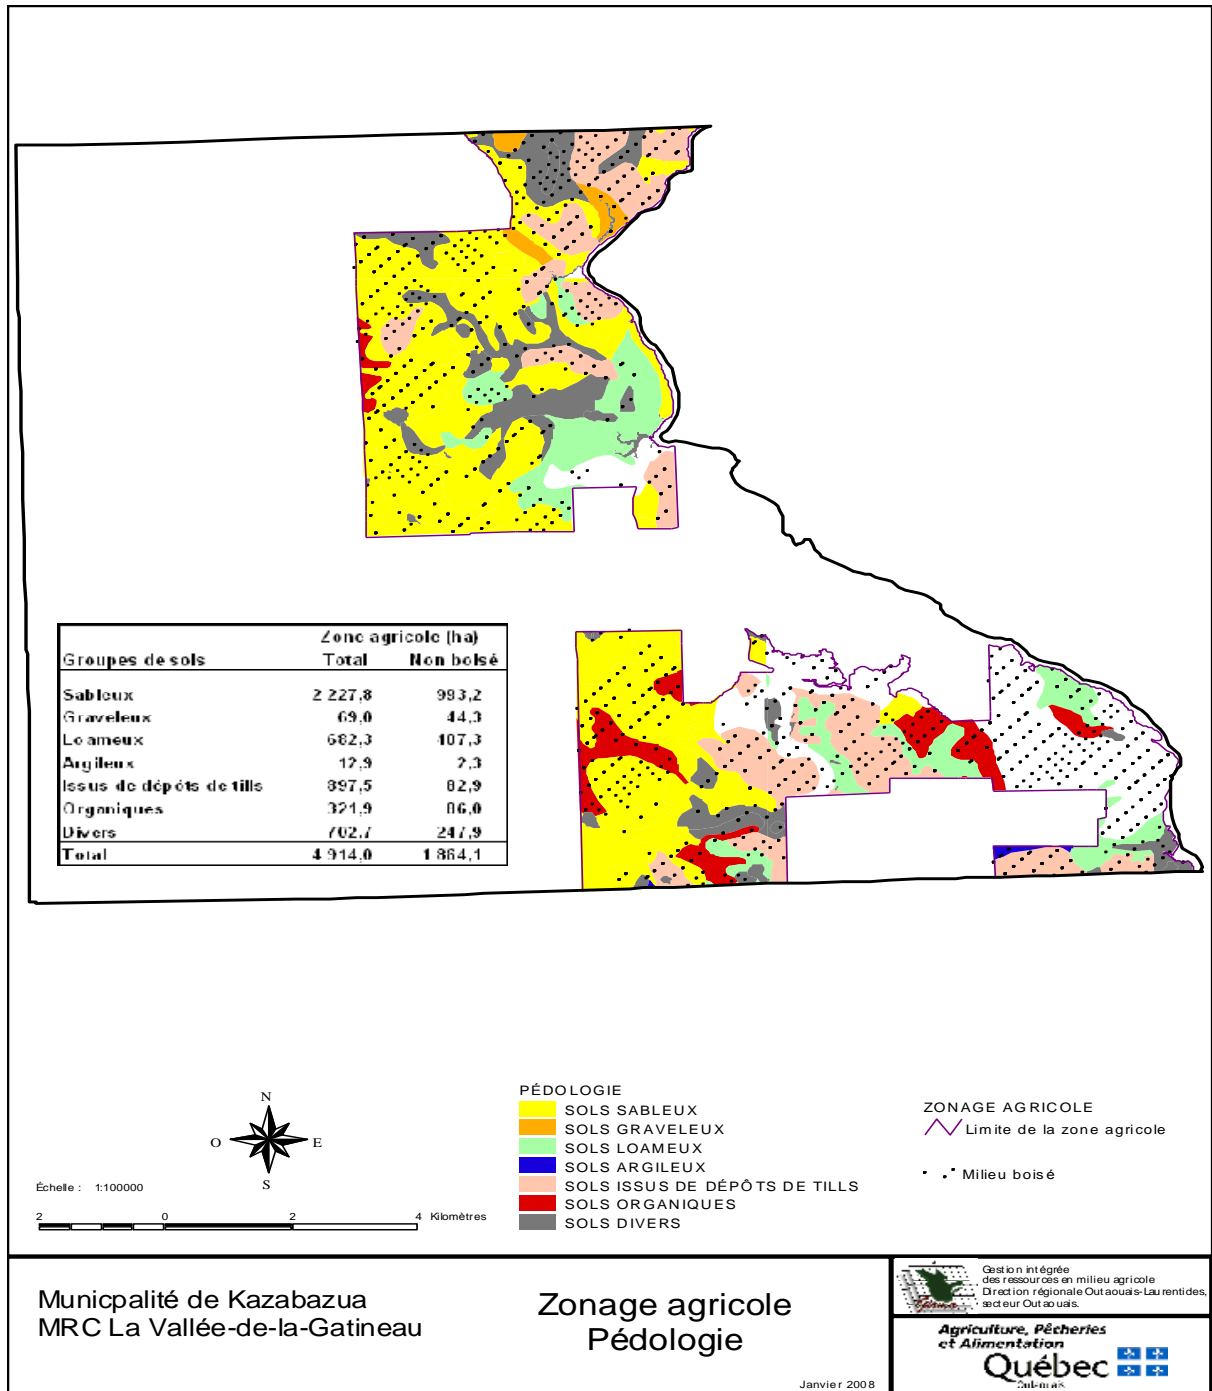 Zone agricole (ha)
Groupes de sols Total Non boisé
Sableux 2 227,8 993,2
Graveleux 69,0 44,3
Loameux 682,3 407,3
Argileux 12,9 2,3
Issus de dépôts de tills 897,5 82,9
Organiques 321,9 86,0
Divers 702,7 247,9
Total 4 914,0 1 864,1
N
O E
S
Échelle : 1:100000
2 0 2 4 Kilomètres
PÉDOLOGIE
SOLS SABLEUX
SOLS GRAVELEUX
SOLS LOAMEUX
SOLS ARGILEUX
SOLS ISSUS DE DÉPÔTS DE TILLS
SOLS ORGANIQUES
SOLS DIVERS
ZONAGE AGRICOLE
Limite de la zone agricole
Milieu boisé
Municpalité de Kazabazua
MRC La Vallée-de-la-Gatineau
Zonage agricole
Pédologie
Janvier 2008
Gestion intégrée
des ressources en milieu agricole
Direction régionale Outaouais-Laurentides,
secteur Outaouais.
Agriculture, Pêcheries
et Alimentation
Québec
Outaouais